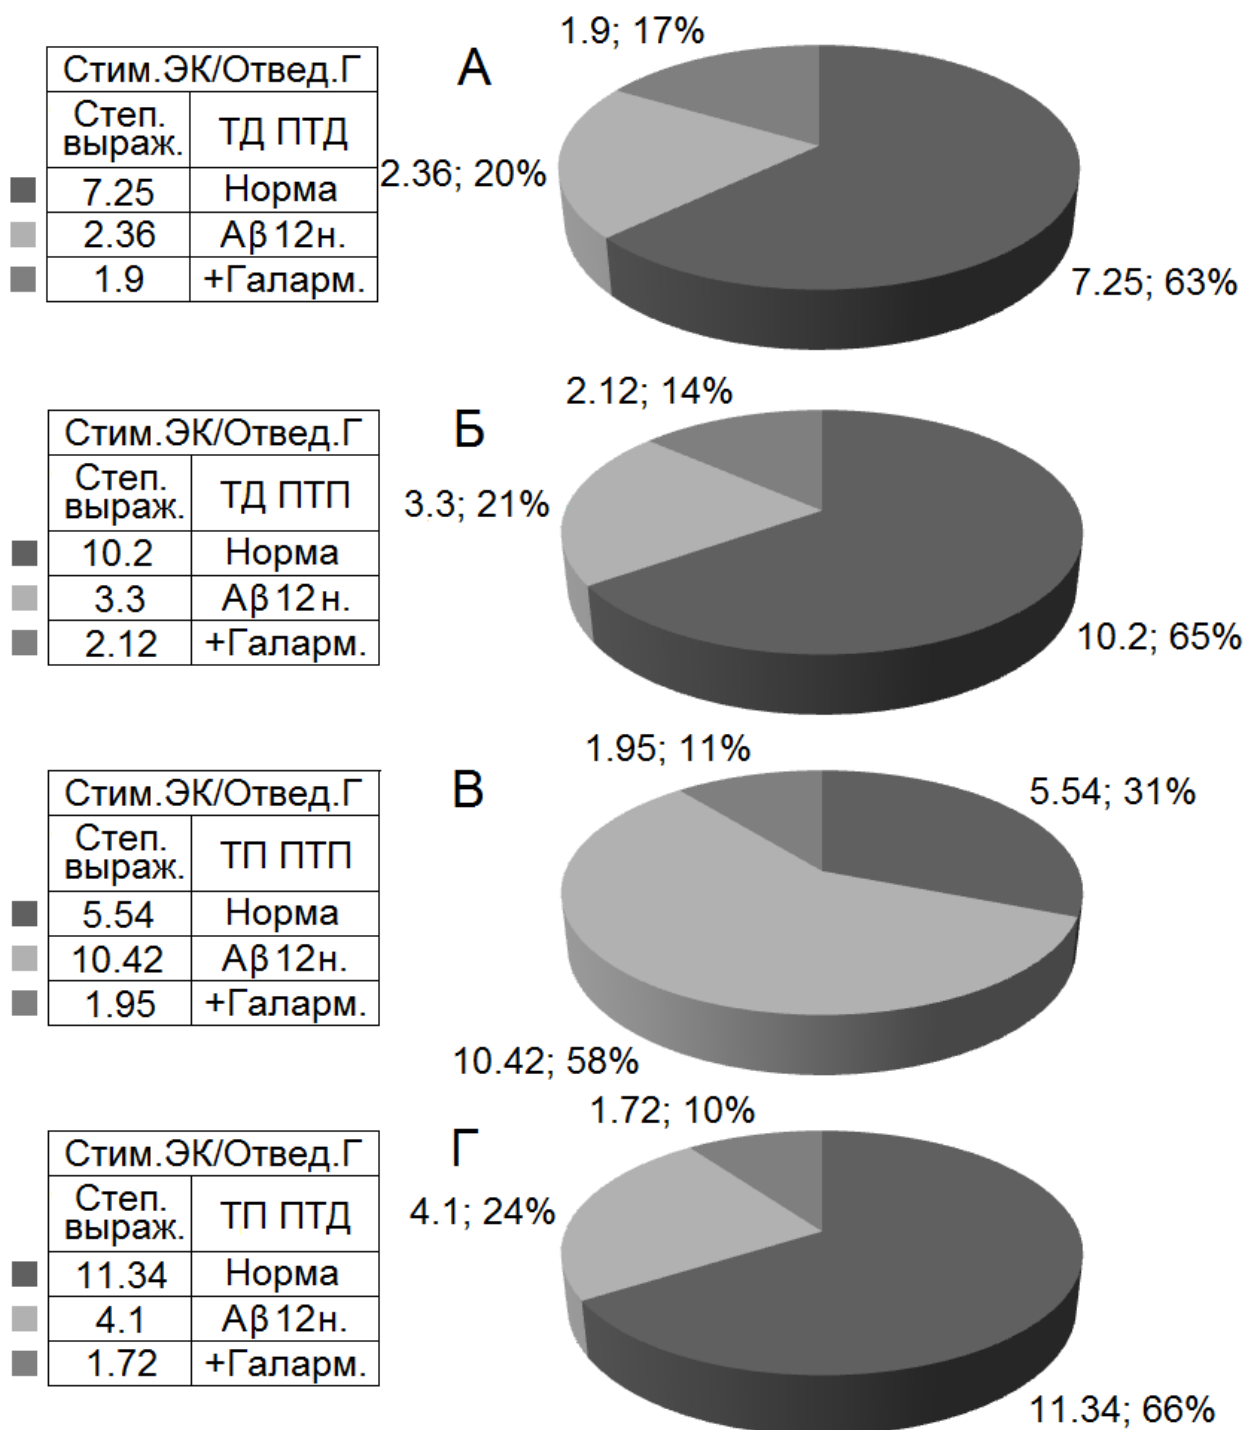 Стим.ЭК/Отвед.Г
Степ. выраж. ТД ПТД
7.25 Норма
2.36 Aβ 12н.
1.9 +Галарм.
А
1.9; 17%
2.36; 20%
7.25; 63%
Стим.ЭК/Отвед.Г
Степ. выраж. ТД ПТП
10.2 Норма
3.3 Aβ 12н.
2.12 +Галарм.
Б
2.12; 14%
3.3; 21%
10.2; 65%
Стим.ЭК/Отвед.Г
Степ. выраж. ТП ПТП
5.54 Норма
10.42 Aβ 12н.
1.95 +Галарм.
В
1.95; 11%
5.54; 31%
10.42; 58%
Стим.ЭК/Отвед.Г
Степ. выраж. ТП ПТД
11.34 Норма
4.1 Aβ 12н.
1.72 +Галарм.
Г
1.72; 10%
4.1; 24%
11.34; 66%